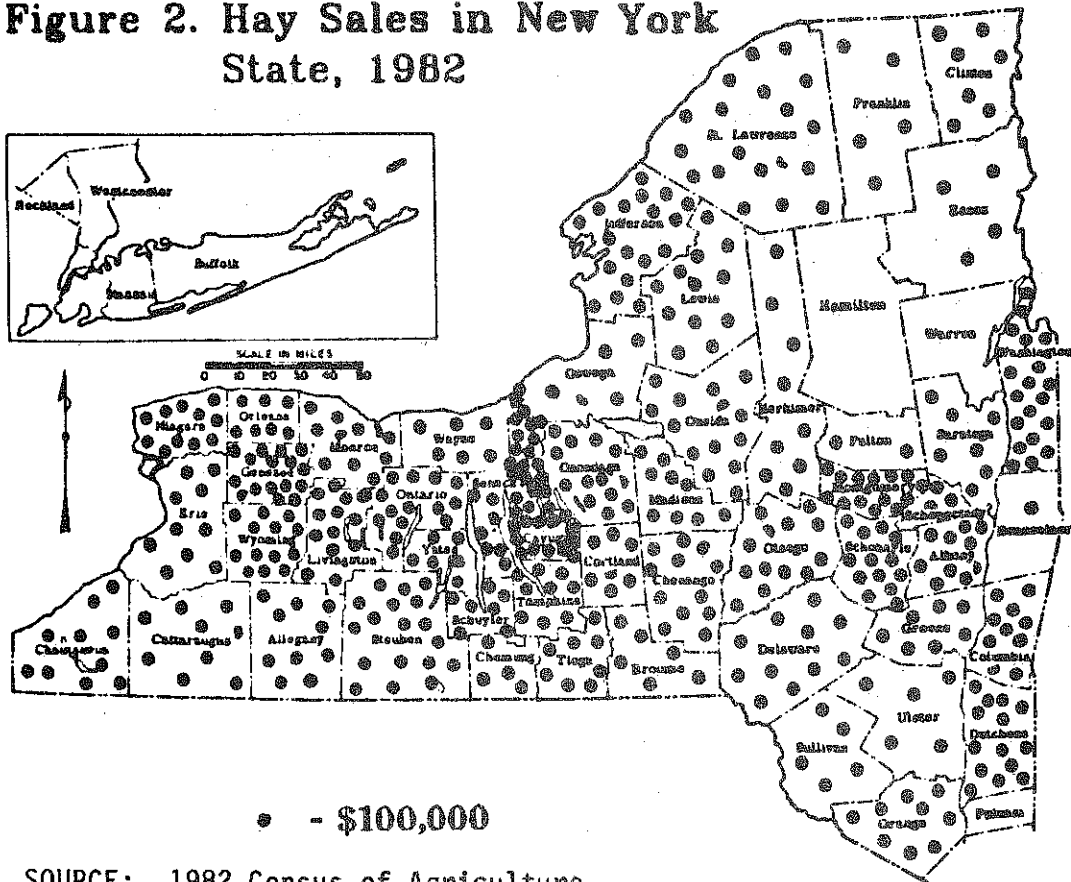 Figure 2. Hay Sales in New York
State, 1982
Clinton
Franklin
St. Lawrence
Essex
Rockland
Westchester
Suffolk
Nassau
Jefferson
Lewis
Hamilton
Warren
Washington
SCALE IN MILES
0 10 20 30 40 50
Oswego
Oneida
Herkimer
Fulton
Saratoga
Niagara
Orleans
Monroe
Wayne
Genesee
Onondaga
Madison
Montgomery
Schenectady
Rensselaer
Erie
Ontario
Seneca
Cayuga
Wyoming
Livingston
Yates
Cortland
Chenango
Otsego
Schoharie
Albany
Tompkins
Schuyler
Chautauqua
Cattaraugus
Allegany
Steuben
Chemung
Tioga
Broome
Delaware
Greene
Columbia
Ulster
Sullivan
Dutchess
Orange
Putnam
- $100,000
SOURCE: 1982 Census of Agriculture